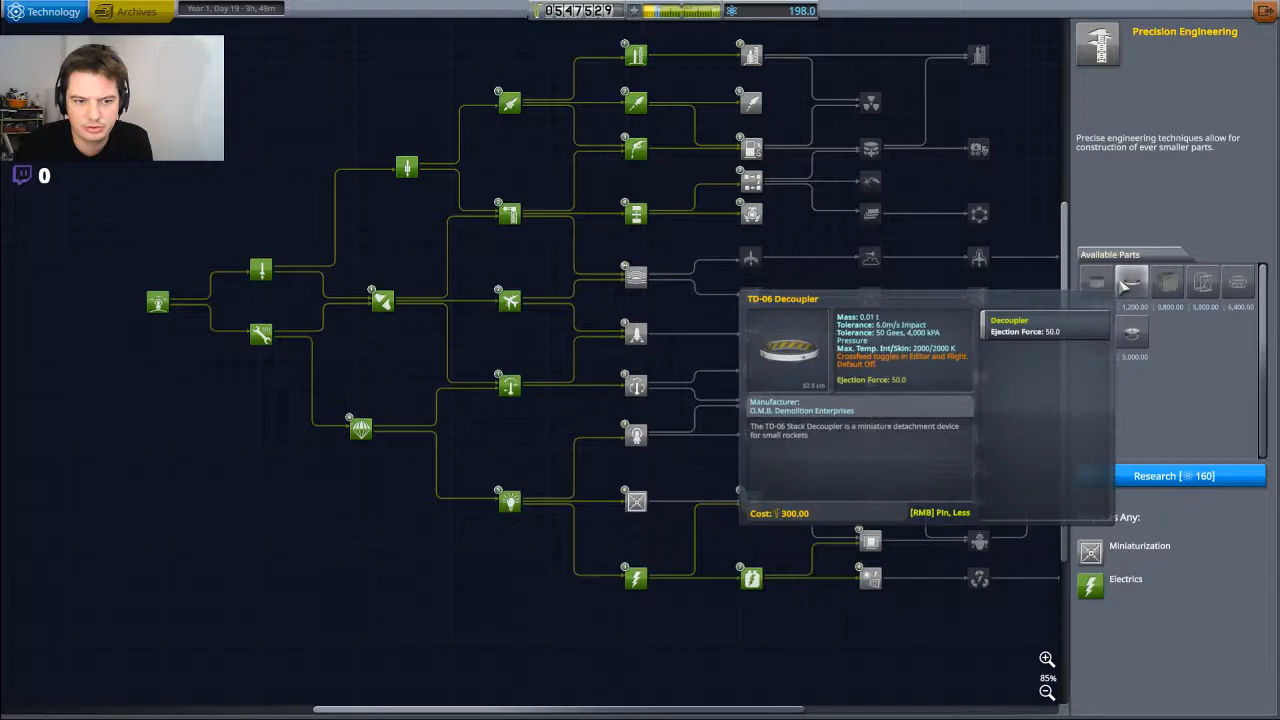 Technology
Archives
Year 1, Day 19 - 3h, 48m
0547529
198.0
Precision Engineering
0
Precise engineering techniques allow for
construction of ever smaller parts.
Available Parts
1,200.00
9,800.00
5,800.00
6,400.00
5,000.00
TD-06 Decoupler
Mass: 0.01 t
Tolerance: 6.0m/s Impact
Tolerance: 50 Gees, 4,000 kPA
Pressure
Max. Temp. Int/Skin: 2000/2000 K
Crossfeed toggles in Editor and Flight.
Default Off.
Ejection Force: 50.0
62.5 cm
Decoupler
Ejection Force: 50.0
Manufacturer:
O.M.B. Demolition Enterprises
The TD-06 Stack Decoupler is a miniature detachment device
for small rockets
Cost: 300.00
[RMB] Pin, Less
Research [160]
Any:
Miniaturization
Electrics
85%